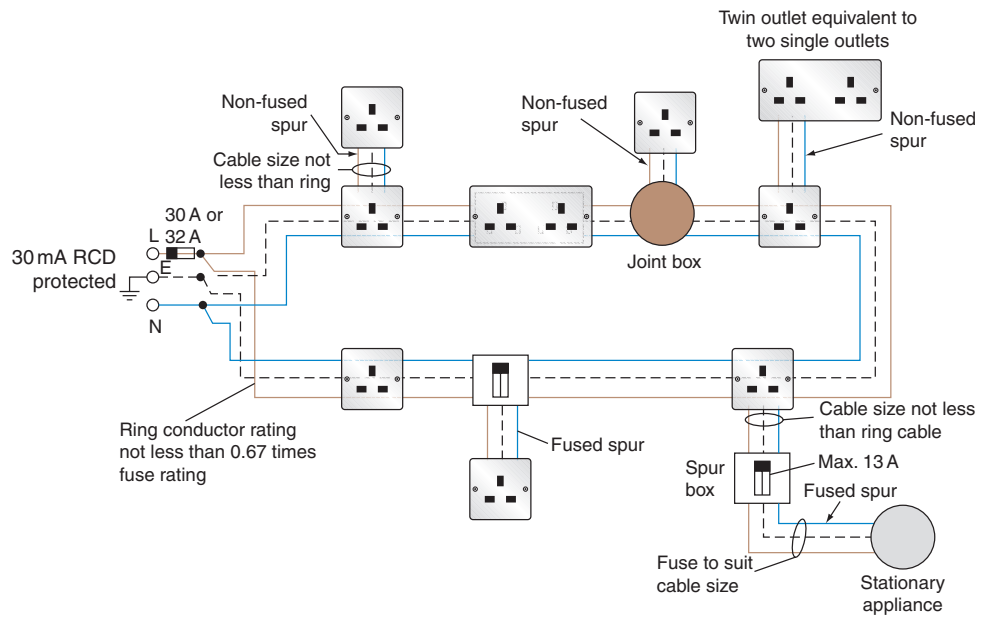 Twin outlet equivalent to
two single outlets
Non-fused
spur
Non-fused
spur
Non-fused
spur
Cable size not
less than ring
30 A or
32 A
L
E
N
30 mA RCD
protected
Joint box
Ring conductor rating
not less than 0.67 times
fuse rating
Fused spur
Cable size not less
than ring cable
Spur
box
Max. 13 A
Fused spur
Fuse to suit
cable size
Stationary
appliance